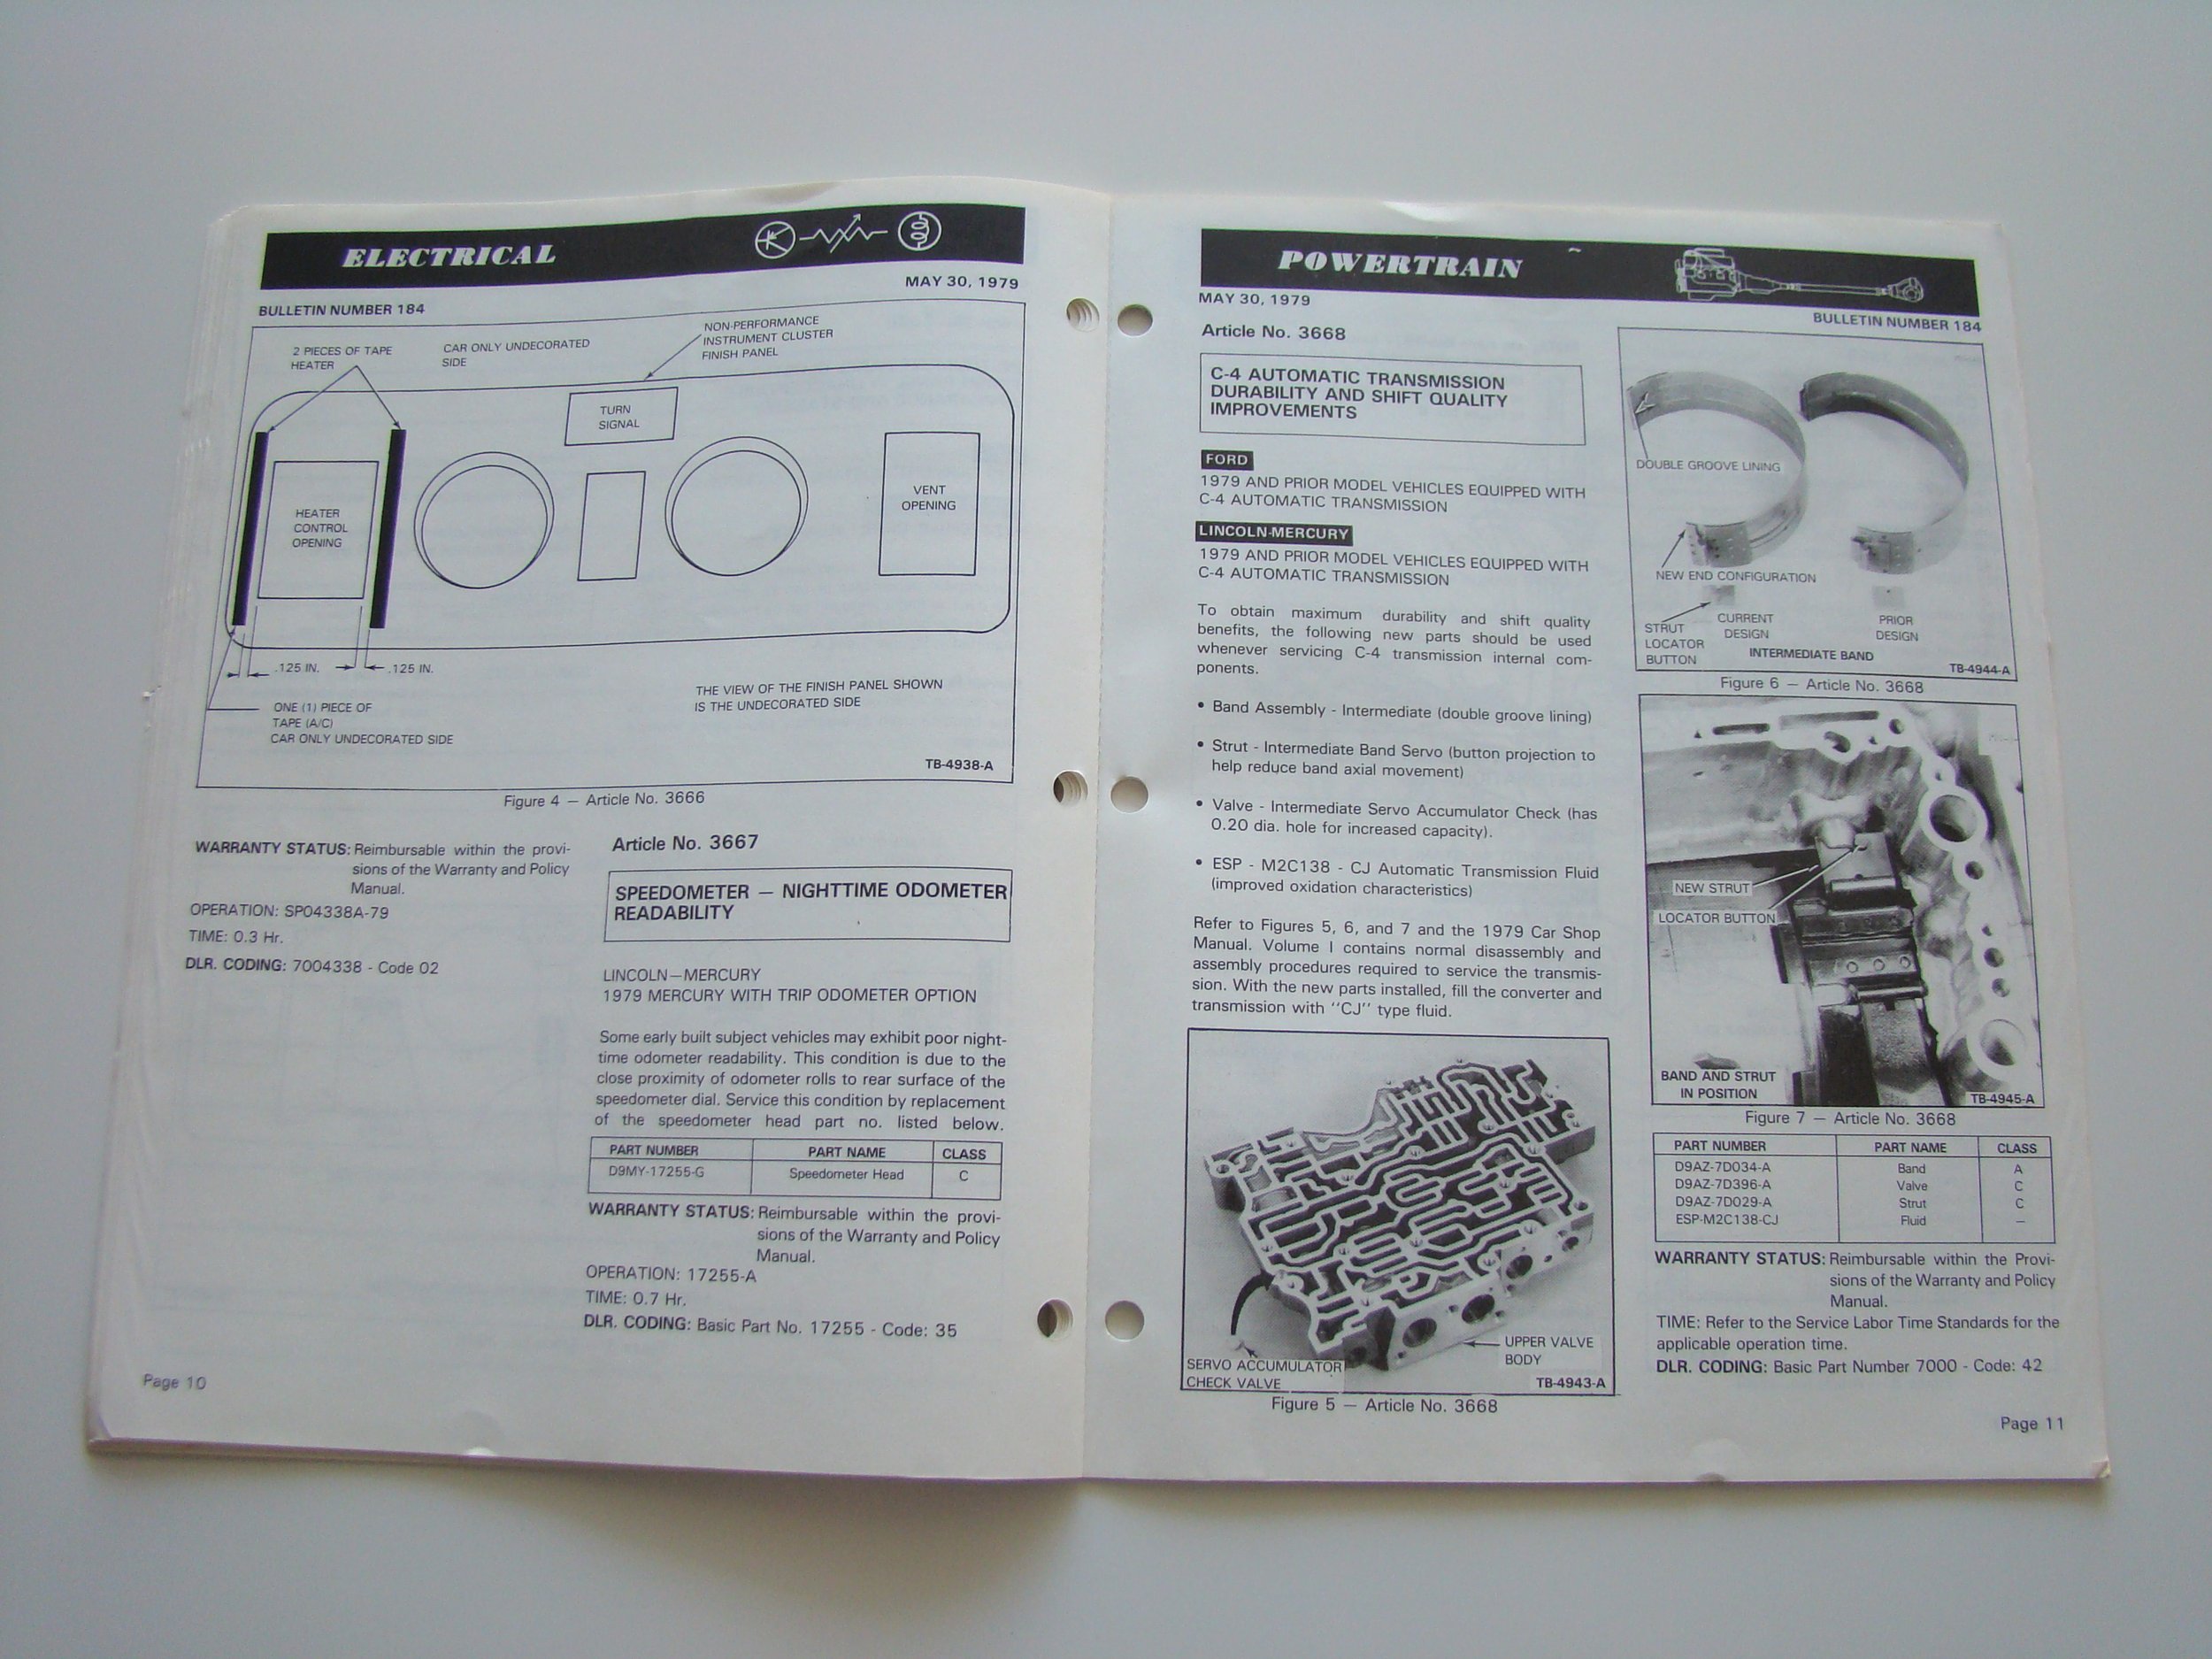 ELECTRICAL
MAY 30, 1979
BULLETIN NUMBER 184
2 PIECES OF TAPE
HEATER
CAR ONLY UNDECORATED
SIDE
NON-PERFORMANCE
INSTRUMENT CLUSTER
FINISH PANEL
TURN
SIGNAL
HEATER
CONTROL
OPENING
VENT
OPENING
.125 IN.
.125 IN.
ONE (1) PIECE OF
TAPE (A/C)
CAR ONLY UNDECORATED SIDE
THE VIEW OF THE FINISH PANEL SHOWN
IS THE UNDECORATED SIDE
TB-4938-A
Figure 4 — Article No. 3666
WARRANTY STATUS: Reimbursable within the provi-
sions of the Warranty and Policy
Manual.
OPERATION: SP04338A-79
TIME: 0.3 Hr.
DLR. CODING: 7004338 - Code 02
Article No. 3667
SPEEDOMETER — NIGHTTIME ODOMETER
READABILITY
LINCOLN—MERCURY
1979 MERCURY WITH TRIP ODOMETER OPTION
Some early built subject vehicles may exhibit poor night-
time odometer readability. This condition is due to the
close proximity of odometer rolls to rear surface of the
speedometer dial. Service this condition by replacement
of the speedometer head part no. listed below.
PART NUMBER PART NAME CLASS
D9MY-17255-G Speedometer Head C
WARRANTY STATUS: Reimbursable within the provi-
sions of the Warranty and Policy
Manual.
OPERATION: 17255-A
TIME: 0.7 Hr.
DLR. CODING: Basic Part No. 17255 - Code: 35
Page 10
POWERTRAIN
MAY 30, 1979
BULLETIN NUMBER 184
Article No. 3668
C-4 AUTOMATIC TRANSMISSION
DURABILITY AND SHIFT QUALITY
IMPROVEMENTS
FORD
1979 AND PRIOR MODEL VEHICLES EQUIPPED WITH
C-4 AUTOMATIC TRANSMISSION
LINCOLN-MERCURY
1979 AND PRIOR MODEL VEHICLES EQUIPPED WITH
C-4 AUTOMATIC TRANSMISSION
To obtain maximum durability and shift quality
benefits, the following new parts should be used
whenever servicing C-4 transmission internal com-
ponents.
• Band Assembly - Intermediate (double groove lining)
• Strut - Intermediate Band Servo (button projection to
help reduce band axial movement)
• Valve - Intermediate Servo Accumulator Check (has
0.20 dia. hole for increased capacity).
• ESP - M2C138 - CJ Automatic Transmission Fluid
(improved oxidation characteristics)
Refer to Figures 5, 6, and 7 and the 1979 Car Shop
Manual. Volume I contains normal disassembly and
assembly procedures required to service the transmis-
sion. With the new parts installed, fill the converter and
transmission with "CJ" type fluid.
SERVO ACCUMULATOR
CHECK VALVE
UPPER VALVE
BODY
TB-4943-A
Figure 5 — Article No. 3668
DOUBLE GROOVE LINING
NEW END CONFIGURATION
STRUT
LOCATOR
BUTTON
CURRENT
DESIGN
PRIOR
DESIGN
INTERMEDIATE BAND
TB-4944-A
Figure 6 — Article No. 3668
NEW STRUT
LOCATOR BUTTON
BAND AND STRUT
IN POSITION
TB-4945-A
Figure 7 — Article No. 3668
PART NUMBER PART NAME CLASS
D9AZ-7D034-A Band A
D9AZ-7D396-A Valve C
D9AZ-7D029-A Strut C
ESP-M2C138-CJ Fluid —
WARRANTY STATUS: Reimbursable within the Provi-
sions of the Warranty and Policy
Manual.
TIME: Refer to the Service Labor Time Standards for the
applicable operation time.
DLR. CODING: Basic Part Number 7000 - Code: 42
Page 11